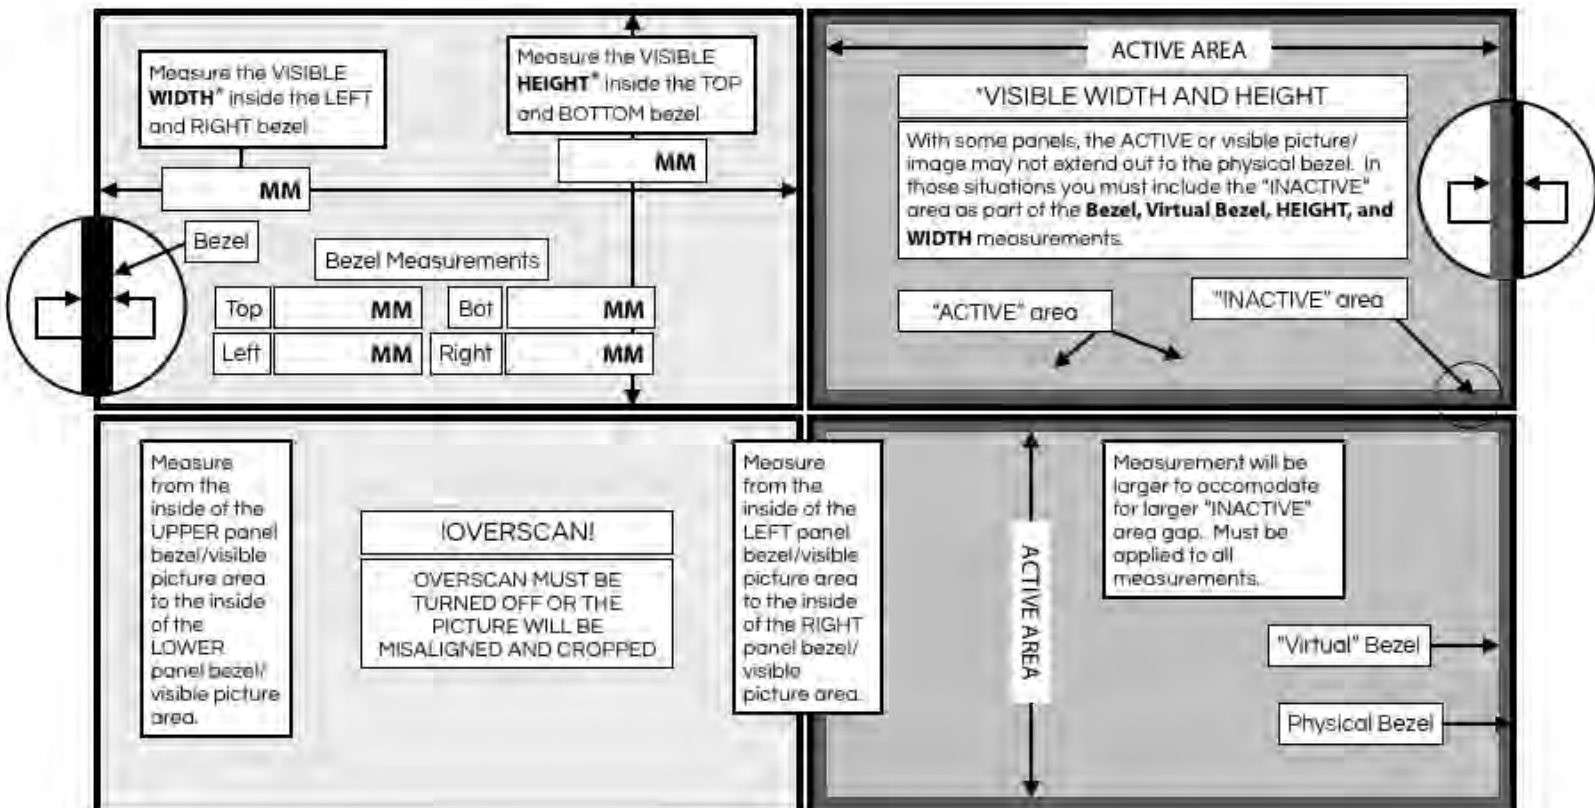 Measure the VISIBLE
WIDTH* inside the LEFT
and RIGHT bezel
MM
Measure the VISIBLE
HEIGHT* inside the TOP
and BOTTOM bezel
MM
Bezel
Bezel Measurements
Top MM Bot MM
Left MM Right MM
ACTIVE AREA
*VISIBLE WIDTH AND HEIGHT
With some panels, the ACTIVE or visible picture/
image may not extend out to the physical bezel. In
those situations you must include the "INACTIVE"
area as part of the Bezel, Virtual Bezel, HEIGHT, and
WIDTH measurements.
"ACTIVE" area
"INACTIVE" area
Measure
from the
inside of the
UPPER panel
bezel/visible
picture area
to the inside
of the
LOWER
panel bezel/
visible picture
area.
!OVERSCAN!
OVERSCAN MUST BE
TURNED OFF OR THE
PICTURE WILL BE
MISALIGNED AND CROPPED
Measure
from the
inside of the
LEFT panel
bezel/visible
picture area
to the inside
of the RIGHT
panel bezel/
visible
picture area.
ACTIVE AREA
Measurement will be
larger to accomodate
for larger "INACTIVE"
area gap. Must be
applied to all
measurements.
"Virtual" Bezel
Physical Bezel